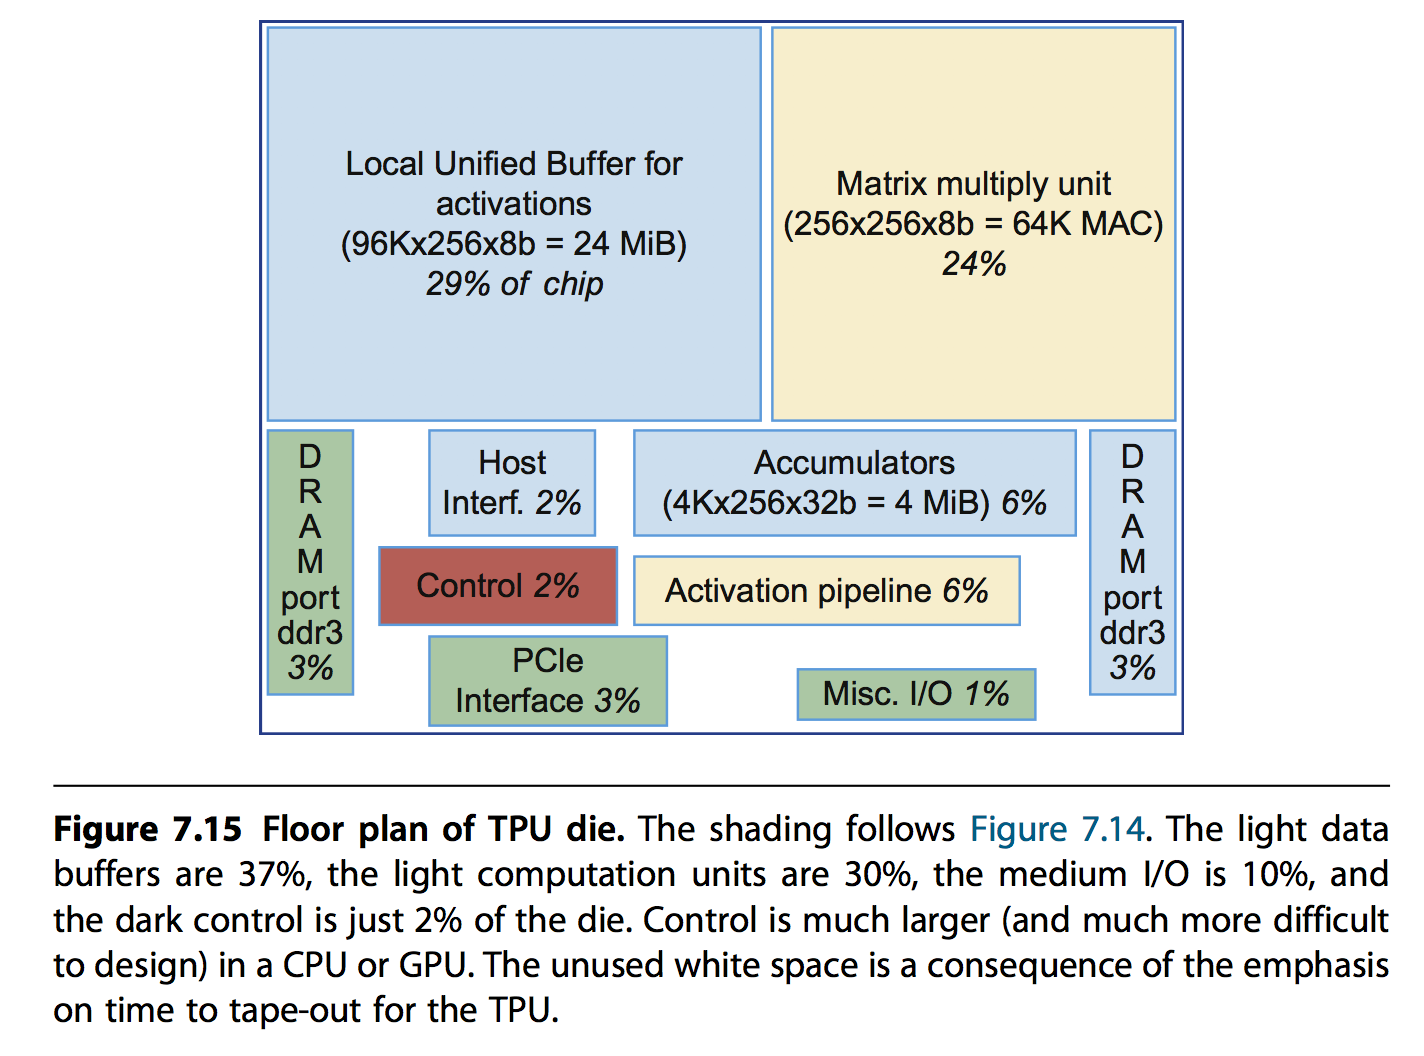 Local Unified Buffer for
activations
(96Kx256x8b = 24 MiB)
29% of chip
Matrix multiply unit
(256x256x8b = 64K MAC)
24%
D
R
A
M
port
ddr3
3%
Host
Interf. 2%
Accumulators
(4Kx256x32b = 4 MiB) 6%
D
R
A
M
port
ddr3
3%
Control 2%
Activation pipeline 6%
PCIe
Interface 3%
Misc. I/O 1%
Figure 7.15 Floor plan of TPU die. The shading follows Figure 7.14. The light data
buffers are 37%, the light computation units are 30%, the medium I/O is 10%, and
the dark control is just 2% of the die. Control is much larger (and much more difficult
to design) in a CPU or GPU. The unused white space is a consequence of the emphasis
on time to tape-out for the TPU.